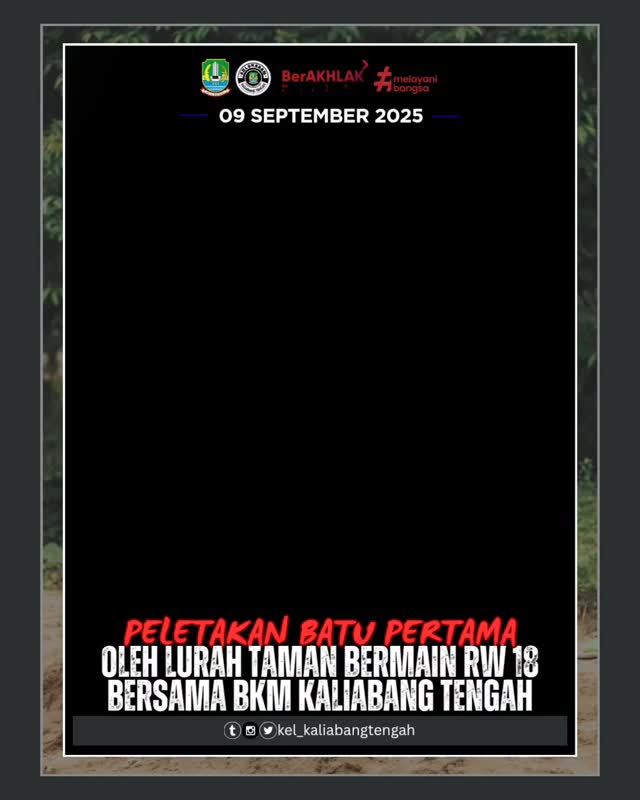 BerAKHLAK
melayani
bangsa
09 SEPTEMBER 2025
PELETAKAN BATU PERTAMA
OLEH LURAH TAMAN BERMAIN RW 18
BERSAMA BKM KALIABANG TENGAH
kel_kaliabangtengah